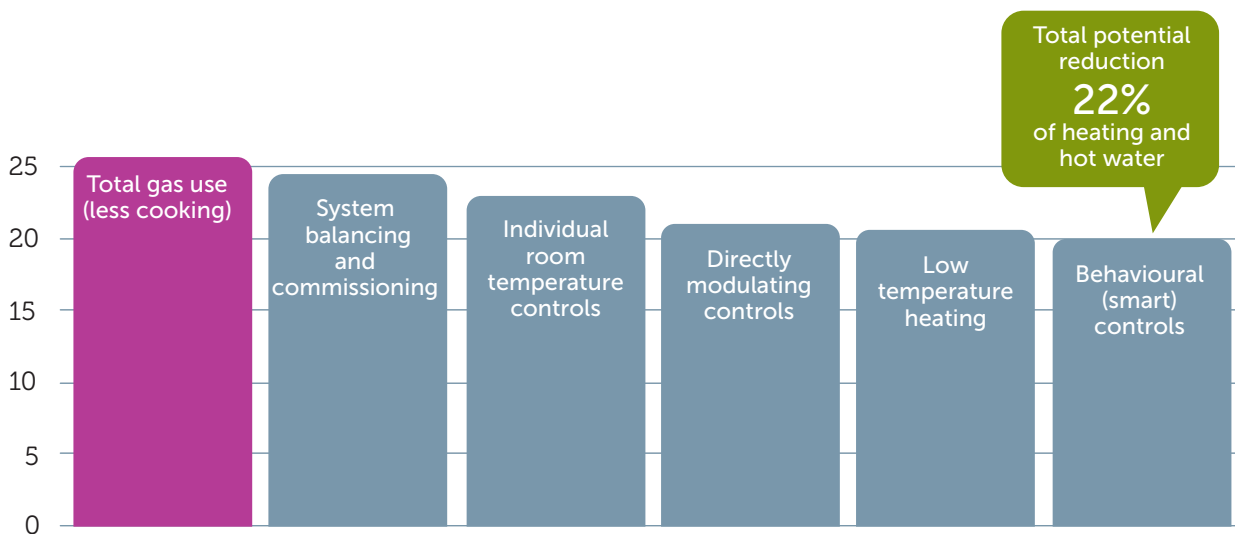 Total potential
reduction
22%
of heating and
hot water
25
20
15
10
5
0
Total gas use
(less cooking)
System
balancing
and
commissioning
Individual
room
temperature
controls
Directly
modulating
controls
Low
temperature
heating
Behavioural
(smart)
controls